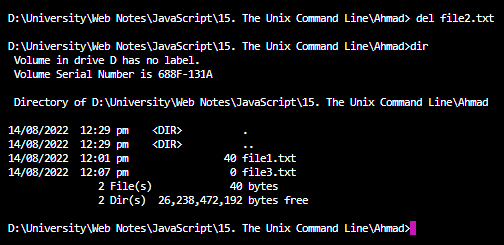 D:\University\Web Notes\JavaScript\15. The Unix Command Line\Ahmad> del file2.txt
D:\University\Web Notes\JavaScript\15. The Unix Command Line\Ahmad>dir
Volume in drive D has no label.
Volume Serial Number is 688F-131A
Directory of D:\University\Web Notes\JavaScript\15. The Unix Command Line\Ahmad
14/08/2022  12:29 pm    <DIR>          .
14/08/2022  12:29 pm    <DIR>          ..
14/08/2022  12:01 pm                40 file1.txt
14/08/2022  12:07 pm                 0 file3.txt
2 File(s)             40 bytes
2 Dir(s)  26,238,472,192 bytes free
D:\University\Web Notes\JavaScript\15. The Unix Command Line\Ahmad>